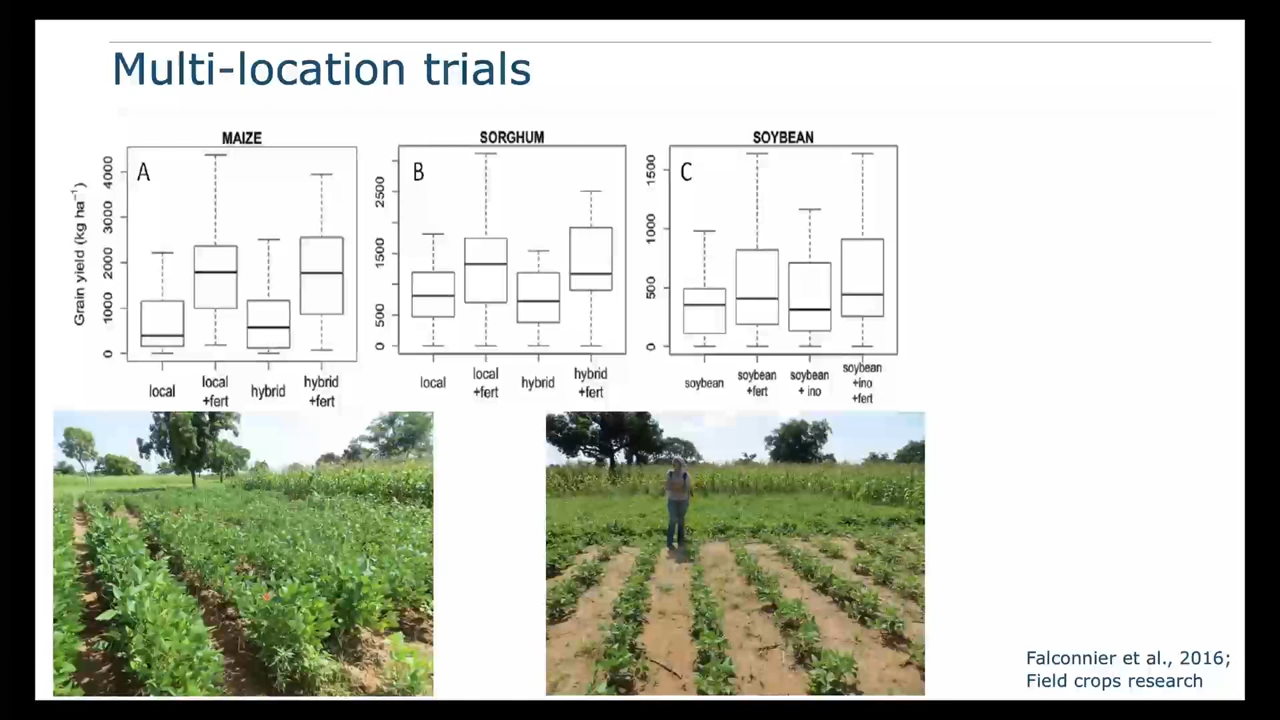 Multi-location trials
MAIZE
A
Grain yield (kg ha⁻¹)
4000
3000
2000
1000
0
local
local
+fert
hybrid
hybrid
+fert
SORGHUM
B
2500
1500
500
0
local
local
+fert
hybrid
hybrid
+fert
SOYBEAN
C
1500
1000
500
0
soybean
soybean
+fert
soybean
+ ino
soybean
+ino
+fert
Falconnier et al., 2016;
Field crops research